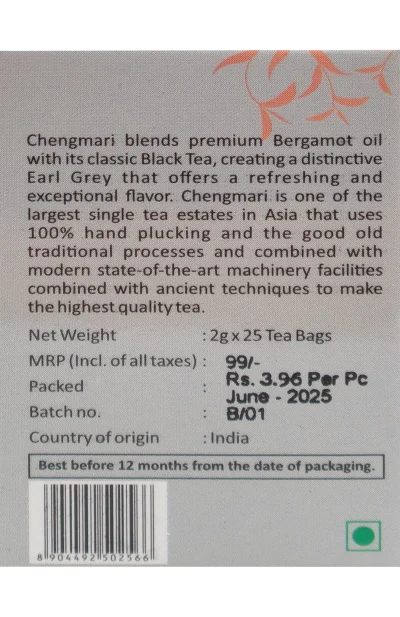 Chengmari blends premium Bergamot oil
with its classic Black Tea, creating a distinctive
Earl Grey that offers a refreshing and
exceptional flavor. Chengmari is one of the
largest single tea estates in Asia that uses
100% hand plucking and the good old
traditional processes and combined with
modern state-of-the-art machinery facilities
combined with ancient techniques to make
the highest quality tea.
Net Weight : 2g x 25 Tea Bags
MRP (Incl. of all taxes) : 99/-
Rs. 3.96 Per Pc
Packed : June - 2025
Batch no. : B/01
Country of origin : India
Best before 12 months from the date of packaging.
8 904492 502566